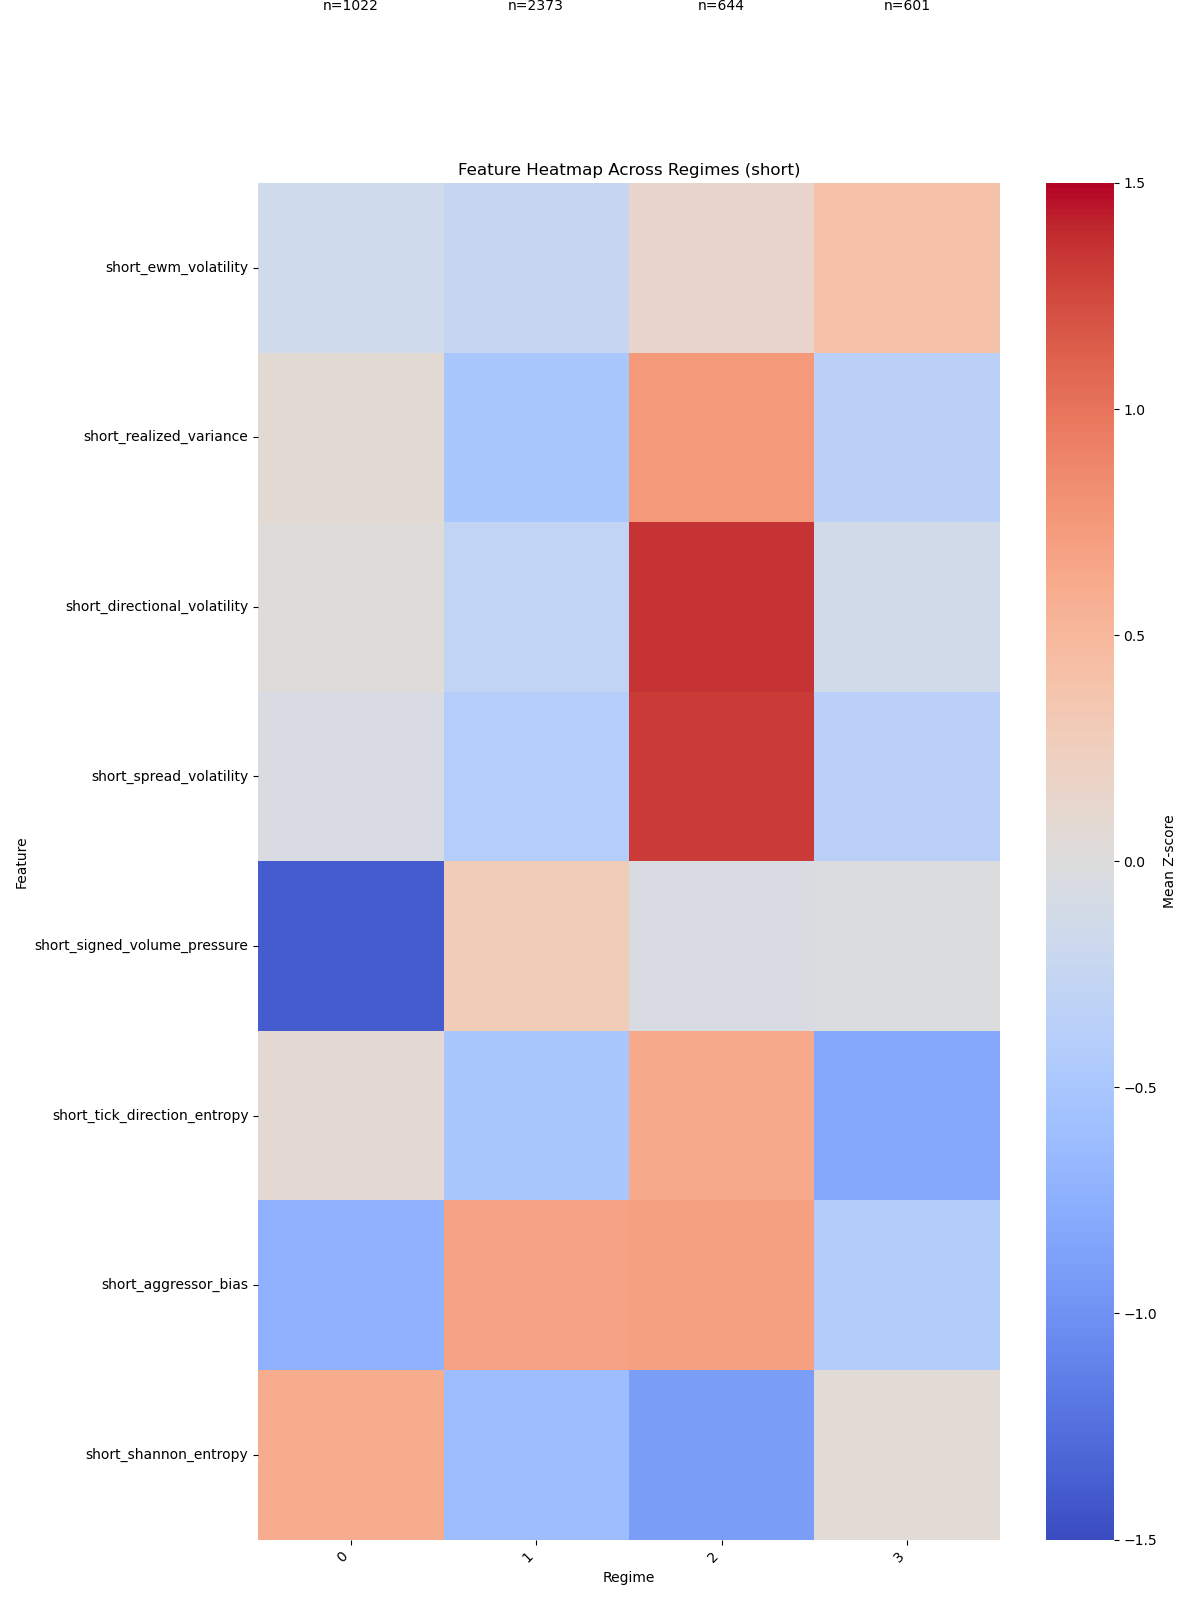 n=1022 n=2373 n=644 n=601
Feature Heatmap Across Regimes (short)
short_ewm_volatility
short_realized_variance
short_directional_volatility
short_spread_volatility
short_signed_volume_pressure
short_tick_direction_entropy
short_aggressor_bias
short_shannon_entropy
Feature
0 1 2 3
Regime
1.5
1.0
0.5
0.0
−0.5
−1.0
−1.5
Mean Z-score